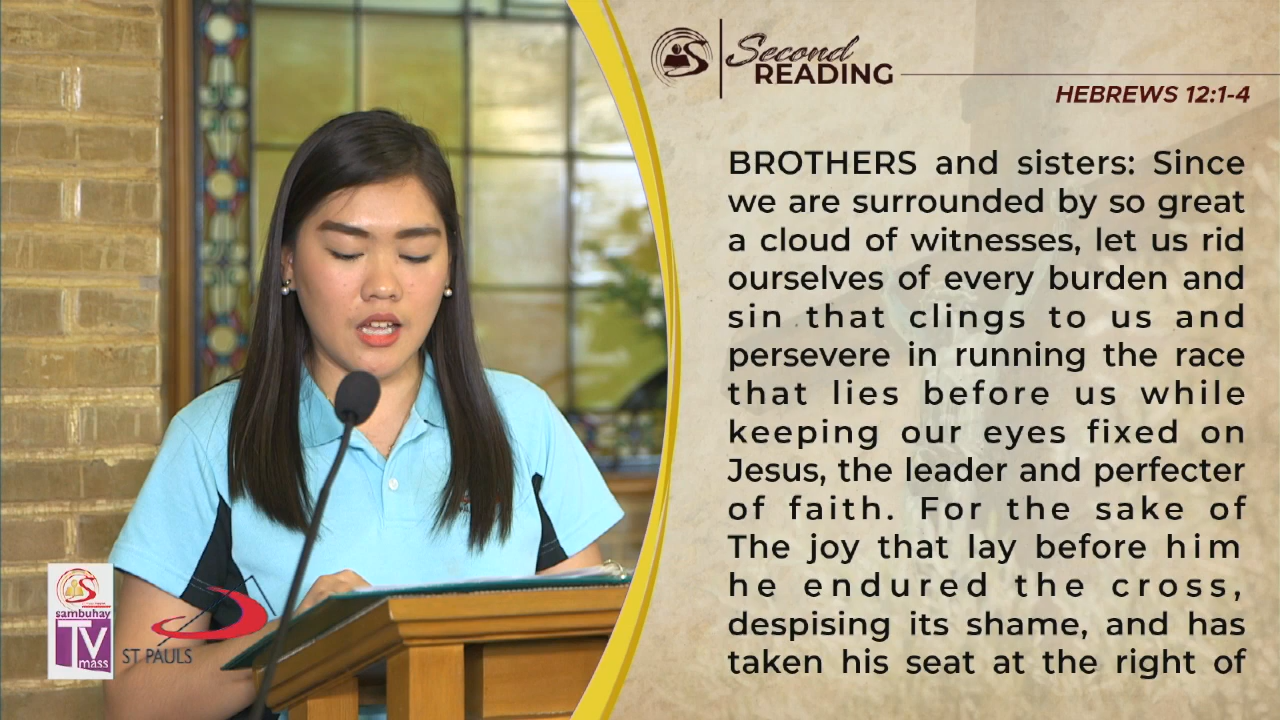 Second
READING
HEBREWS 12:1-4
BROTHERS and sisters: Since
we are surrounded by so great
a cloud of witnesses, let us rid
ourselves of every burden and
sin that clings to us and
persevere in running the race
that lies before us while
keeping our eyes fixed on
Jesus, the leader and perfecter
of faith. For the sake of
The joy that lay before him
he endured the cross,
despising its shame, and has
taken his seat at the right of
sambuhay
TV
mass
ST PAULS